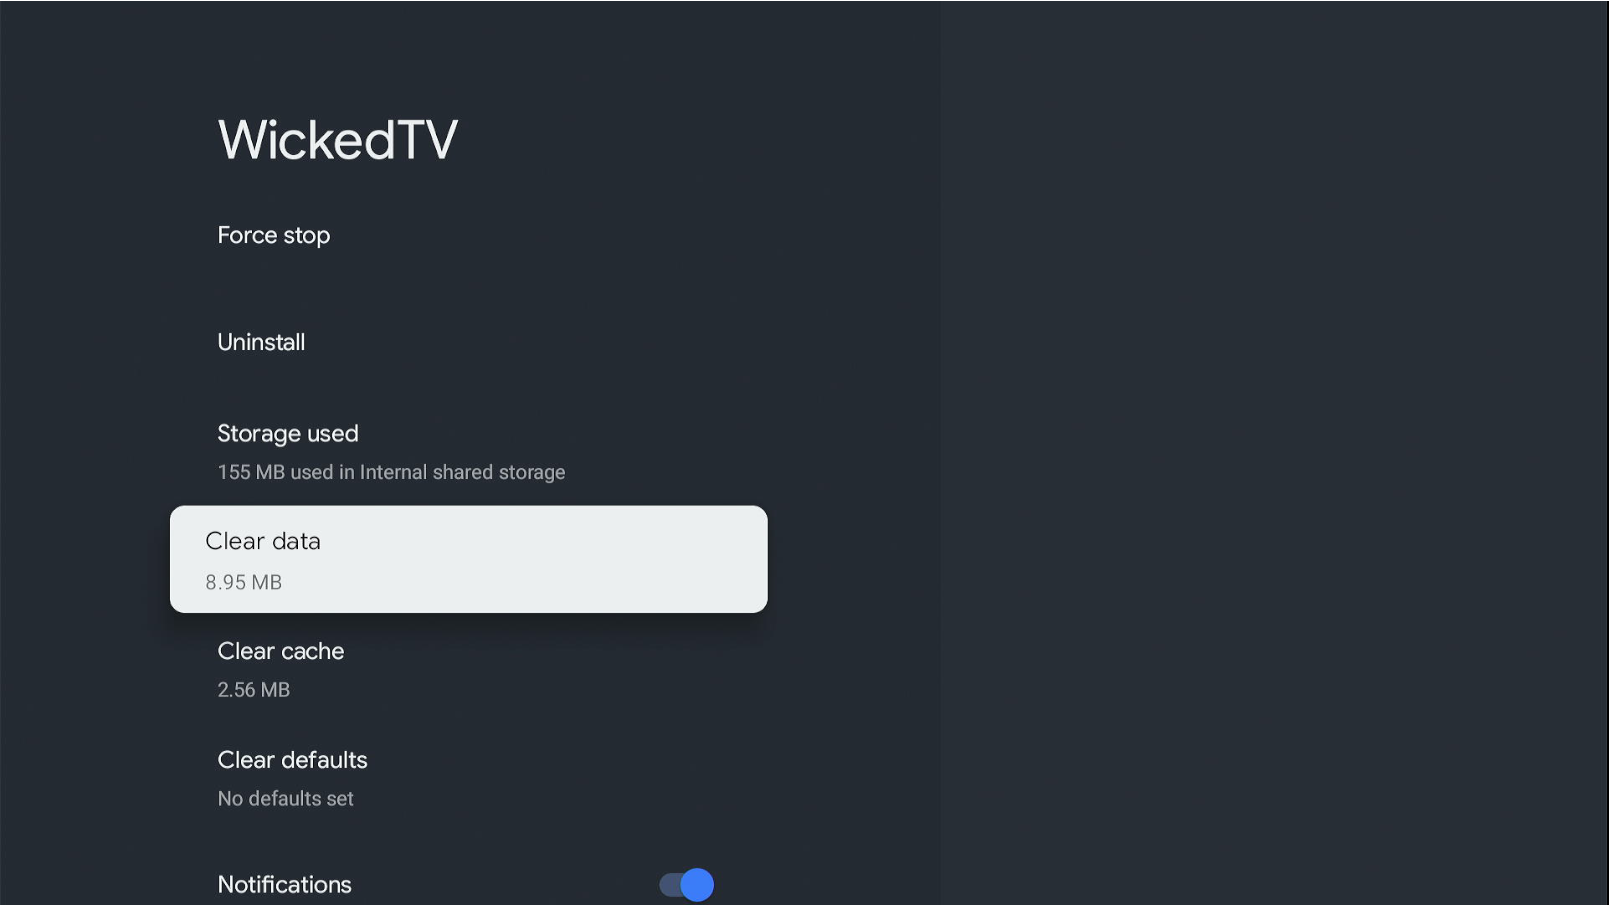 WickedTV
Force stop
Uninstall
Storage used
155 MB used in Internal shared storage
Clear data
8.95 MB
Clear cache
2.56 MB
Clear defaults
No defaults set
Notifications